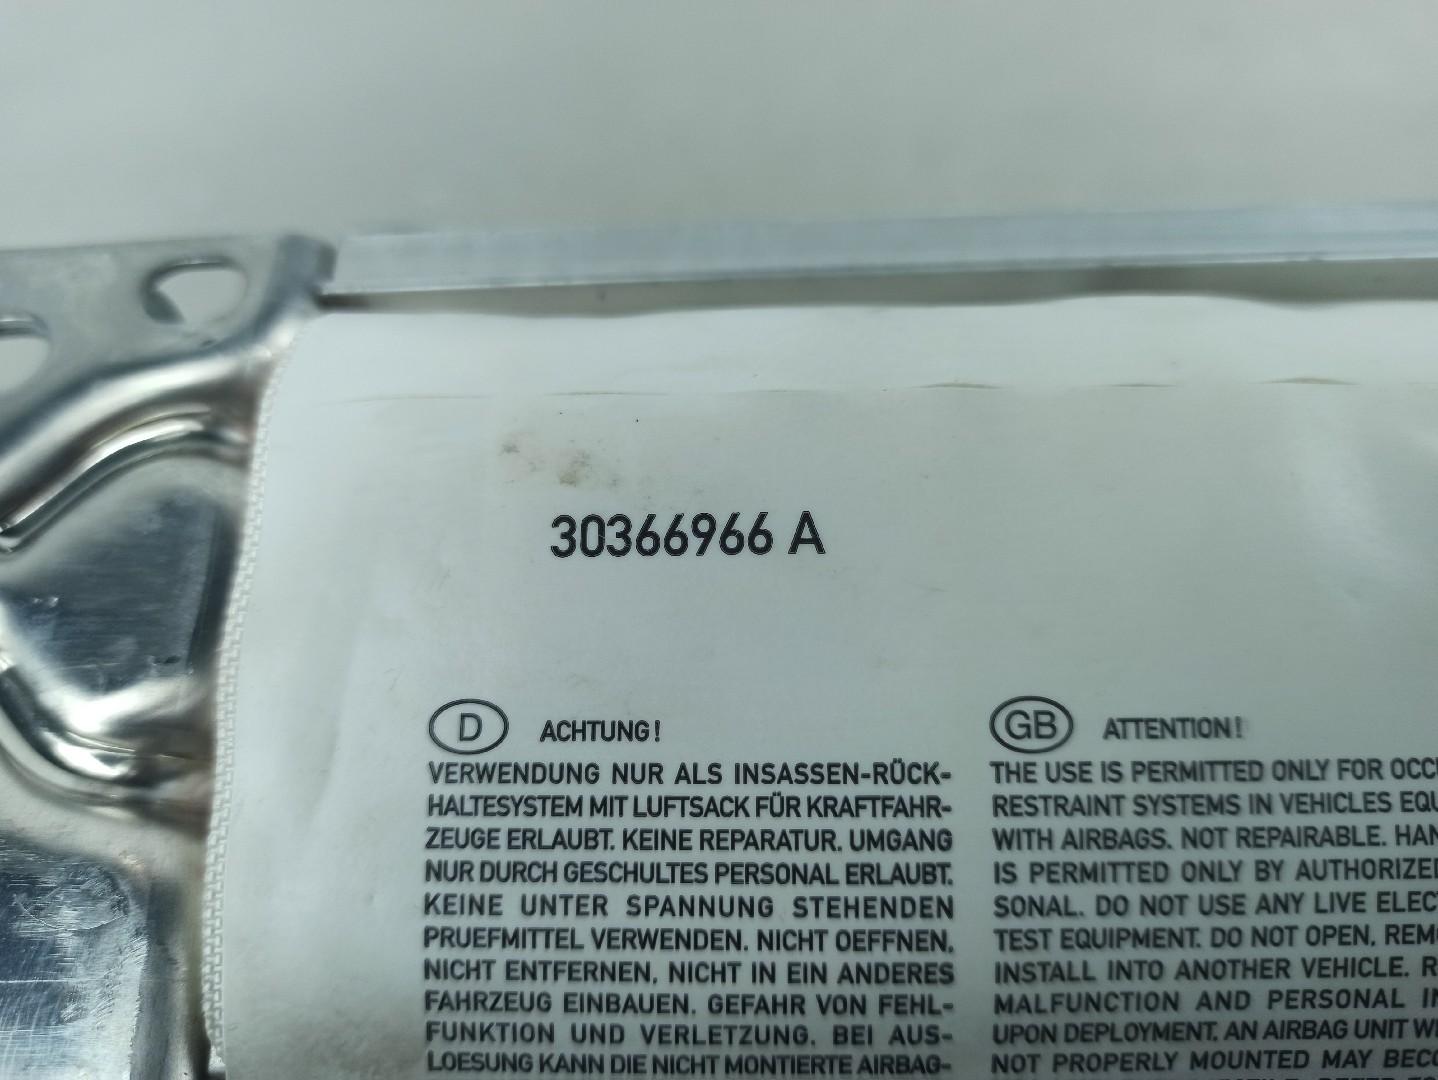 30366966 A
D ACHTUNG!
VERWENDUNG NUR ALS INSASSEN-RÜCK-
HALTESYSTEM MIT LUFTSACK FÜR KRAFTFAHR-
ZEUGE ERLAUBT. KEINE REPARATUR. UMGANG
NUR DURCH GESCHULTES PERSONAL ERLAUBT.
KEINE UNTER SPANNUNG STEHENDEN
PRUEFMITTEL VERWENDEN. NICHT OEFFNEN,
NICHT ENTFERNEN, NICHT IN EIN ANDERES
FAHRZEUG EINBAUEN. GEFAHR VON FEHL-
FUNKTION UND VERLETZUNG. BEI AUS-
LOESUNG KANN DIE NICHT MONTIERTE AIRBAG-
GB ATTENTION!
THE USE IS PERMITTED ONLY FOR
RESTRAINT SYSTEMS IN VEHICLES
WITH AIRBAGS. NOT REPAIRABLE.
IS PERMITTED ONLY BY AUTHORIZED
SONAL. DO NOT USE ANY LIVE
TEST EQUIPMENT. DO NOT OPEN,
INSTALL INTO ANOTHER VEHICLE.
MALFUNCTION AND PERSONAL
UPON DEPLOYMENT, AN AIRBAG UNIT
NOT PROPERLY MOUNTED MAY